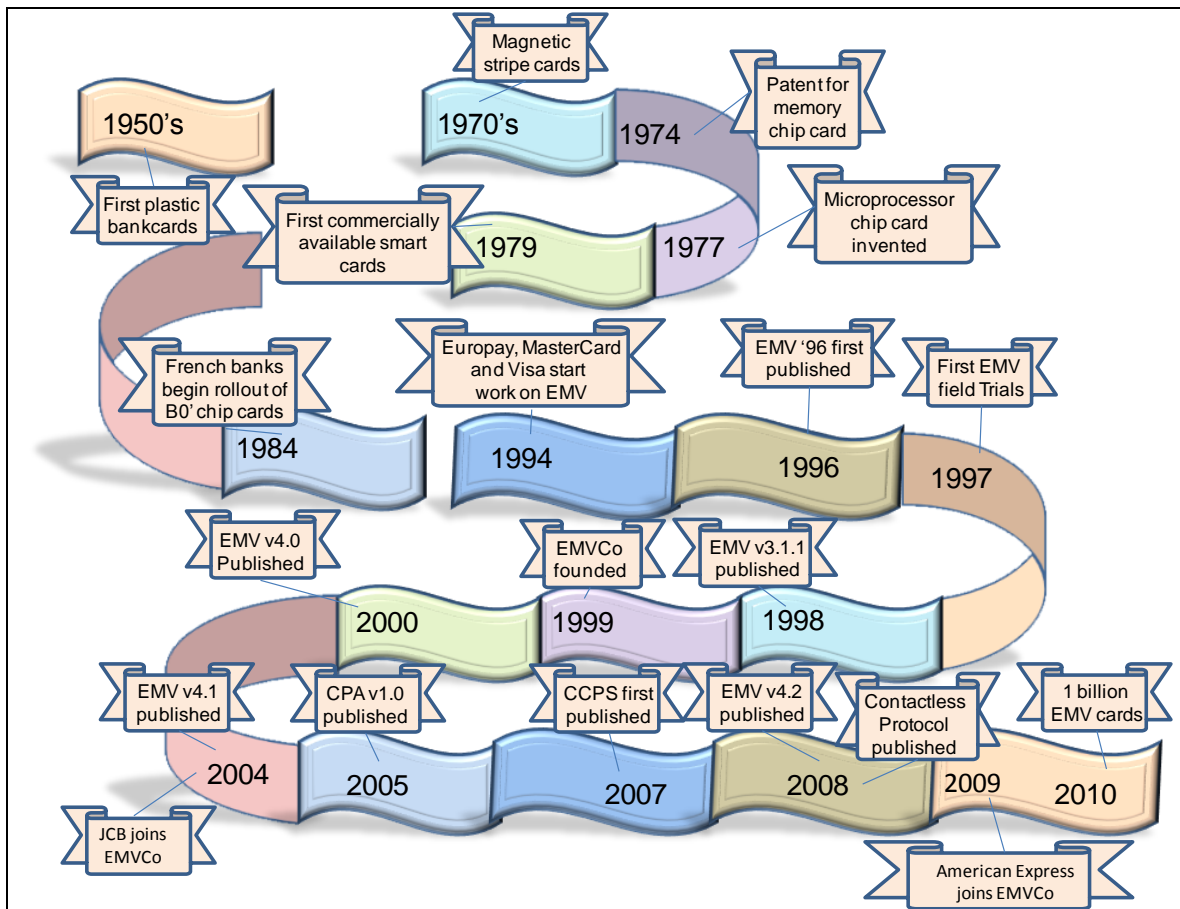 1950's
First plastic
bankcards
Magnetic
stripe cards
1970's
1974
Patent for
memory
chip card
Microprocessor
chip card
invented
1977
First commercially
available smart
cards
1979
French banks
begin rollout of
B0' chip cards
1984
Europay, MasterCard
and Visa start
work on EMV
1994
EMV '96 first
published
1996
First EMV
field Trials
1997
EMV v3.1.1
published
1998
EMVCo
founded
1999
EMV v4.0
Published
2000
EMV v4.1
published
2004
JCB joins
EMVCo
CPA v1.0
published
2005
CCPS first
published
2007
EMV v4.2
published
2008
Contactless
Protocol
published
2009
American Express
joins EMVCo
1 billion
EMV cards
2010